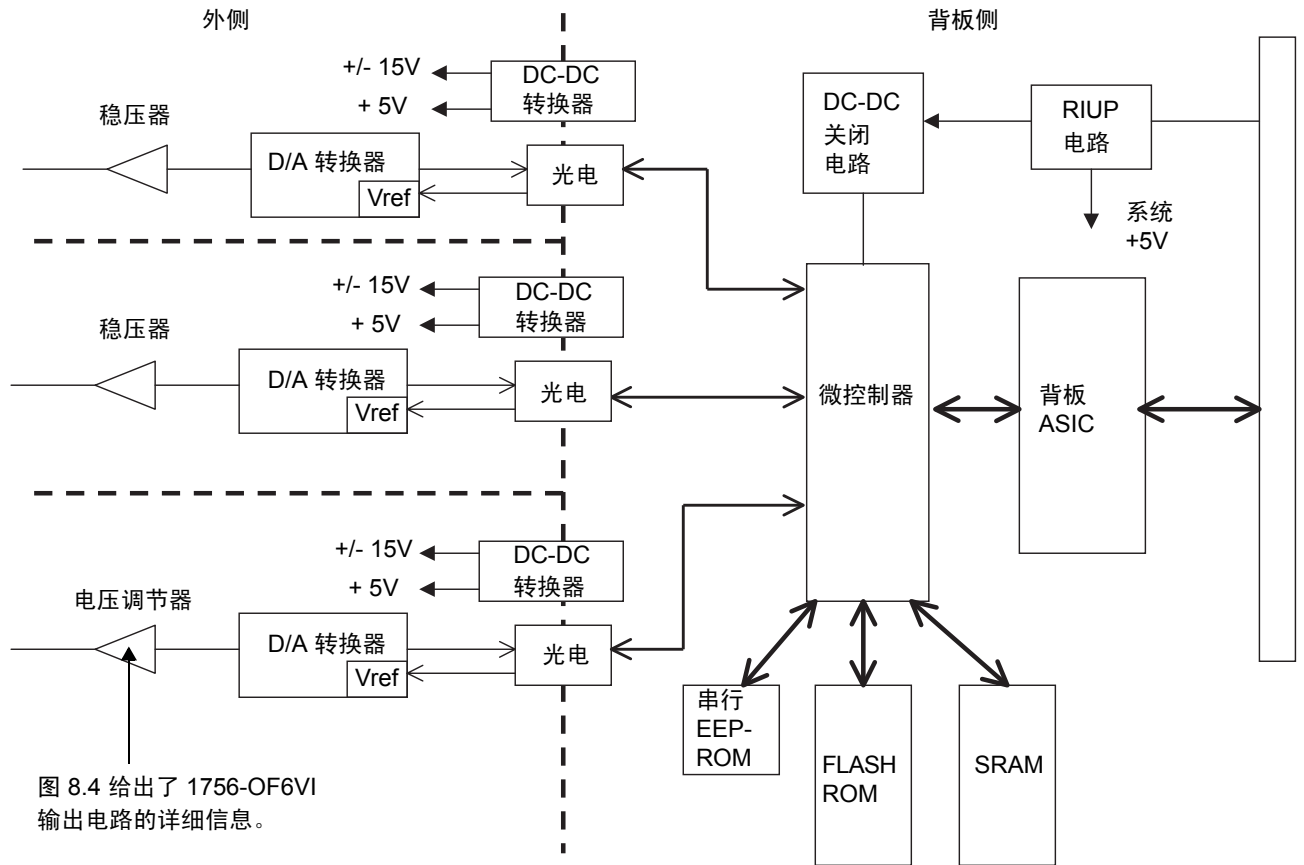 外侧
背板侧
+/- 15V
+ 5V
DC-DC
转换器
稳压器
D/A 转换器
Vref
光电
DC-DC
关闭
电路
RIUP
电路
系统
+5V
+/- 15V
+ 5V
DC-DC
转换器
稳压器
D/A 转换器
Vref
光电
微控制器
背板
ASIC
+/- 15V
+ 5V
DC-DC
转换器
电压调节器
D/A 转换器
Vref
光电
串行
EEP-
ROM
FLASH
ROM
SRAM
图 8.4 给出了 1756-OF6VI
输出电路的详细信息。